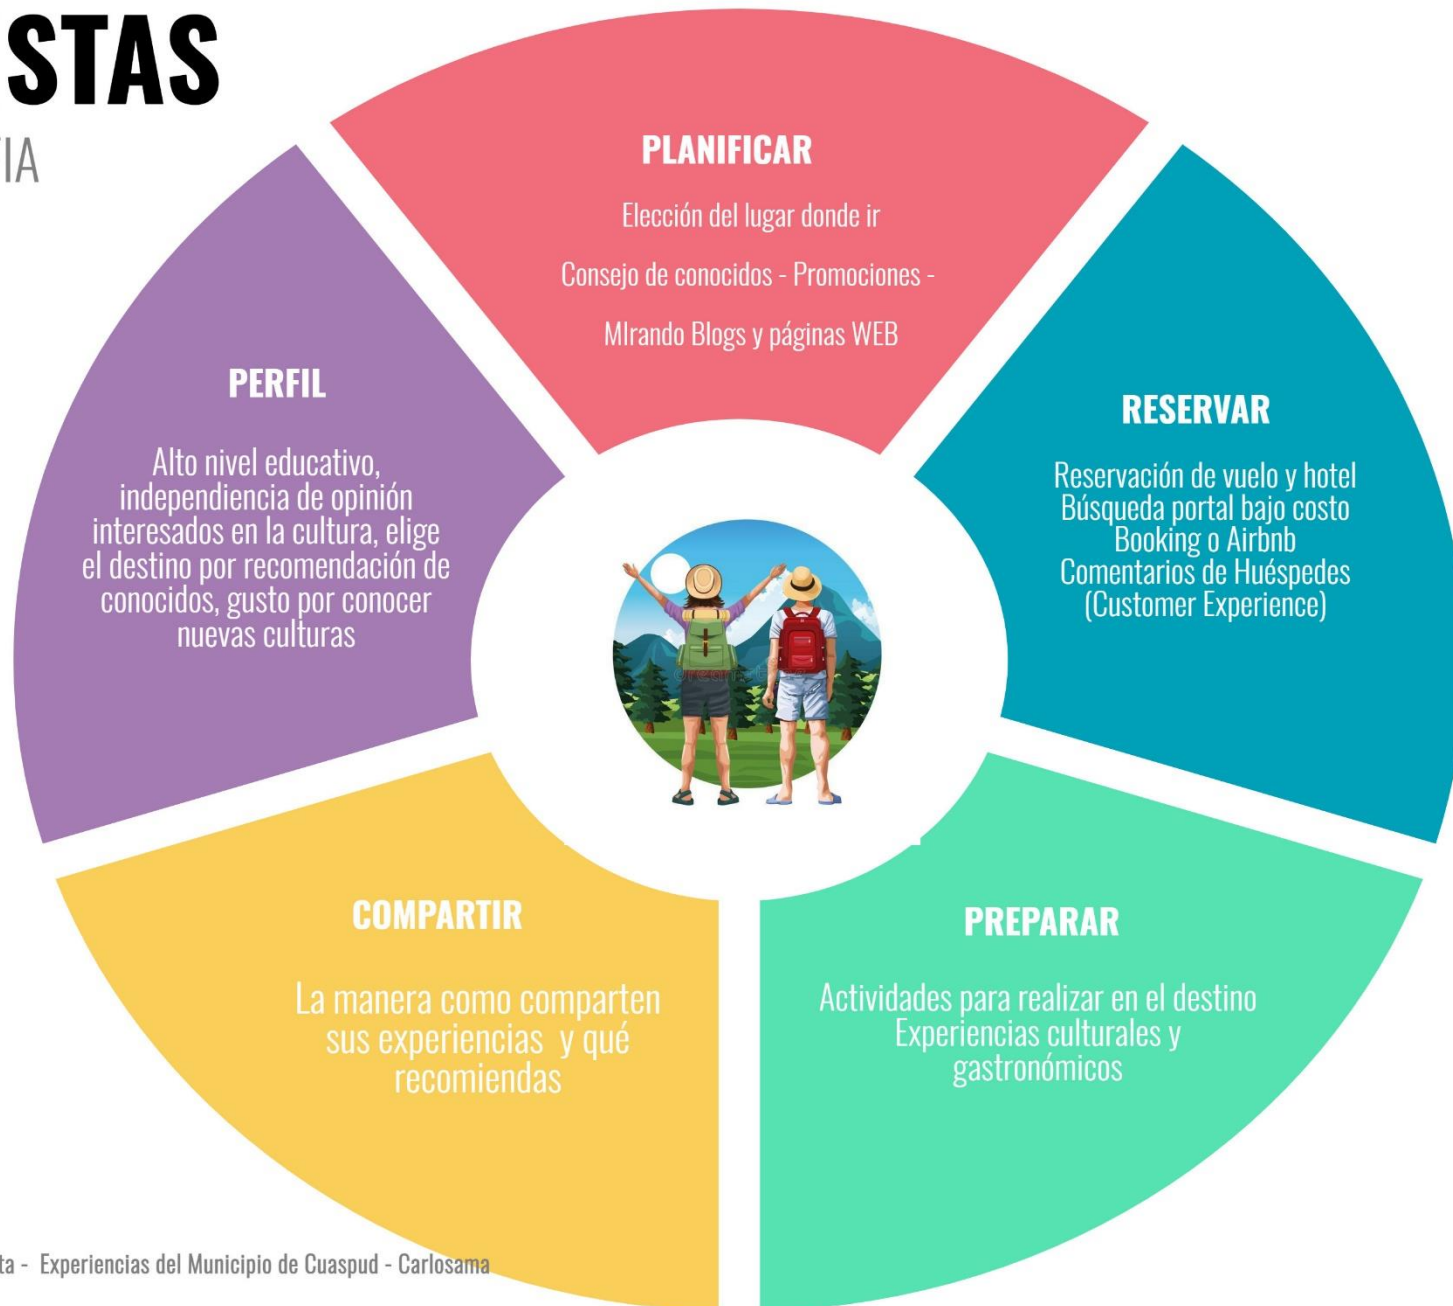 STAS
TIA
PLANIFICAR
Elección del lugar donde ir
Consejo de conocidos - Promociones -
MIrando Blogs y páginas WEB
PERFIL
Alto nivel educativo,
independiencia de opinión
interesados en la cultura, elige
el destino por recomendación de
conocidos, gusto por conocer
nuevas culturas
RESERVAR
Reservación de vuelo y hotel
Búsqueda portal bajo costo
Booking o Airbnb
Comentarios de Huéspedes
(Customer Experience)
COMPARTIR
La manera como comparten
sus experiencias y qué
recomiendas
PREPARAR
Actividades para realizar en el destino
Experiencias culturales y
gastronómicos
ta - Experiencias del Municipio de Cuaspud - Carlosama